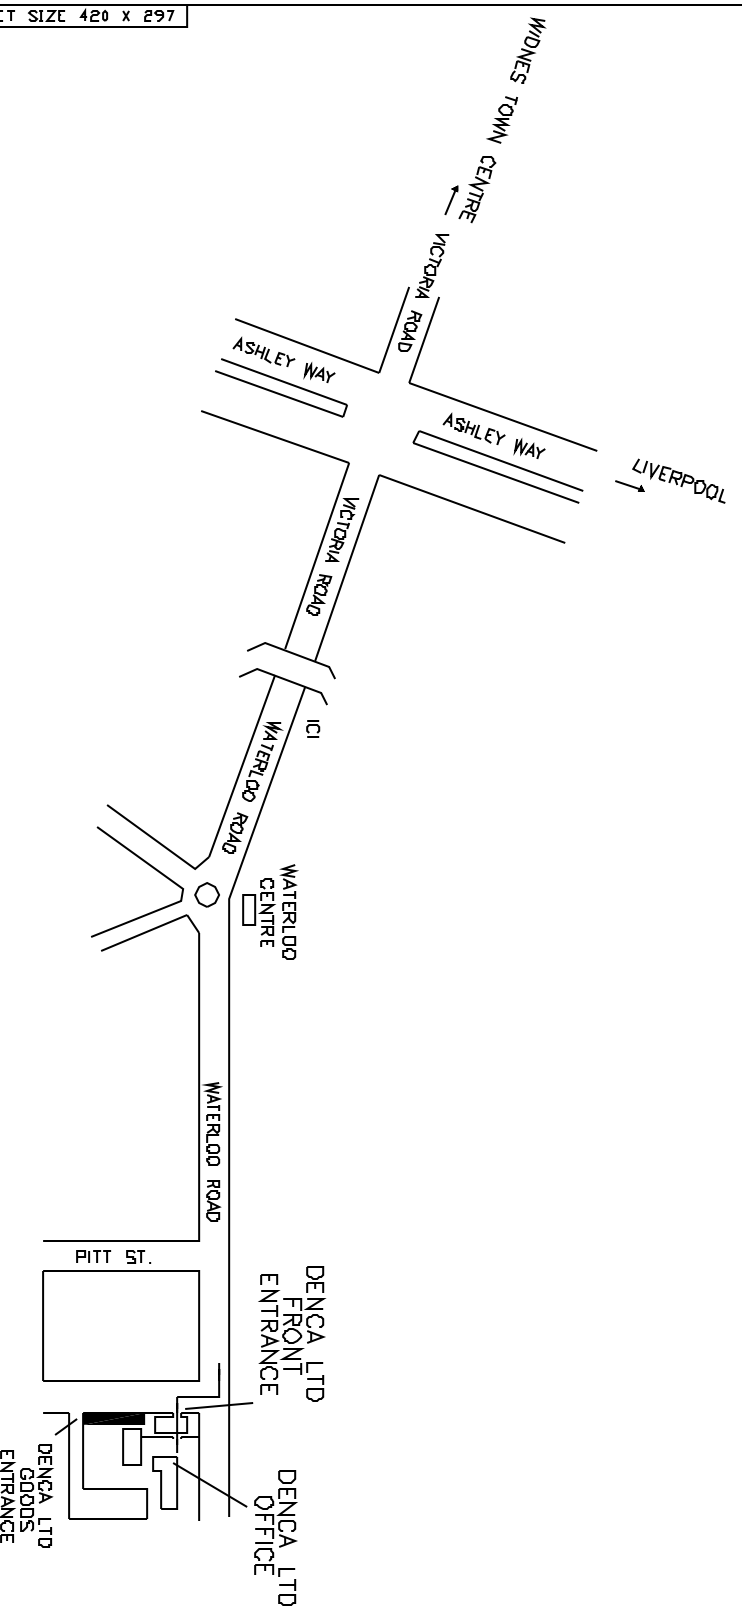 SIZE 420 X 297
WIDNES TOWN CENTRE
VICTORIA ROAD
ASHLEY WAY
ASHLEY WAY
LIVERPOOL
VICTORIA ROAD
ICI
WATERLOO ROAD
WATERLOO
CENTRE
WATERLOO ROAD
PITT ST.
DENCA LTD
FRONT
ENTRANCE
DENCA LTD
GOODS
ENTRANCE
DENCA LTD
OFFICE